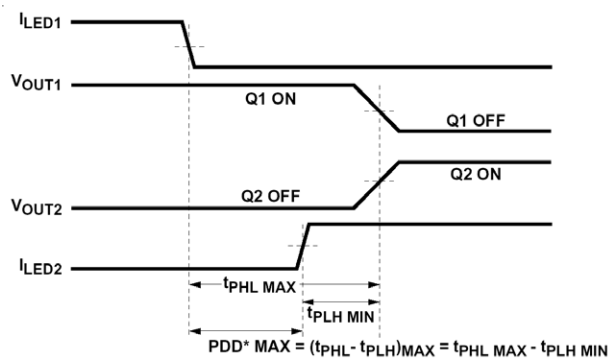 ILED1
VOUT1
Q1 ON
Q1 OFF
Q2 OFF
Q2 ON
VOUT2
ILED2
tPHL MAX
tPLH MIN
PDD* MAX = (tPHL- tPLH)MAX = tPHL MAX - tPLH MIN